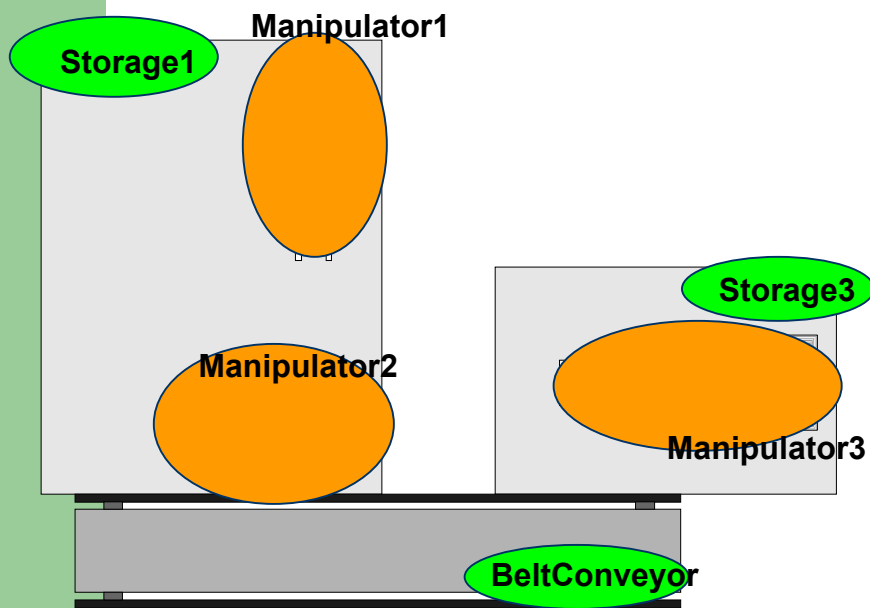 Manipulator1
Storage1
Storage3
Manipulator2
Manipulator3
BeltConveyor